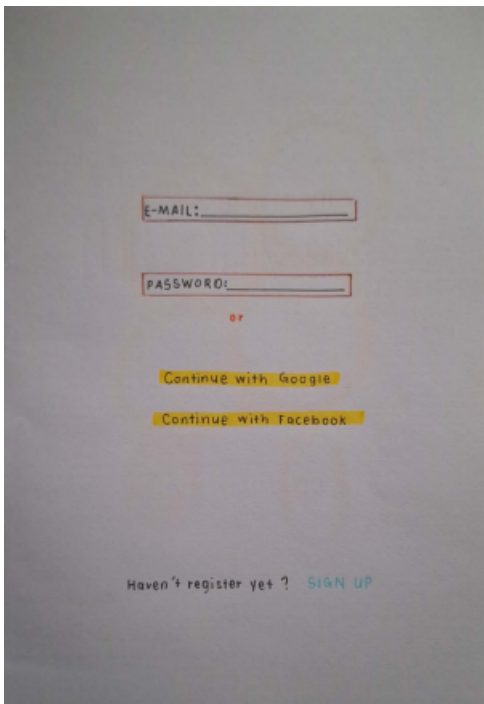 E-MAIL:
PASSWORD:
or
Continue with Google
Continue with Facebook
Haven't register yet ? SIGN UP